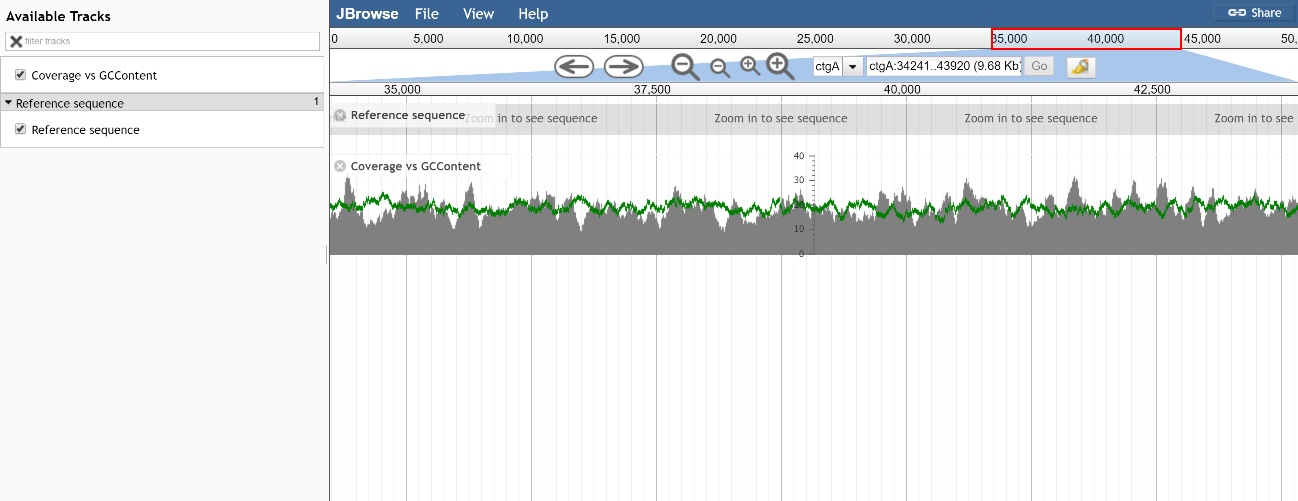 Available Tracks
filter tracks
Coverage vs GCContent
Reference sequence 1
Reference sequence
JBrowse File View Help Share
0 5,000 10,000 15,000 20,000 25,000 30,000 35,000 40,000 45,000 50,
ctgA ctgA:34241..43920 (9.68 Kb) Go
35,000 37,500 40,000 42,500
Reference sequence Zoom in to see sequence Zoom in to see sequence Zoom in to see sequence Zoom in to see
Coverage vs GCContent
40
30
10
0